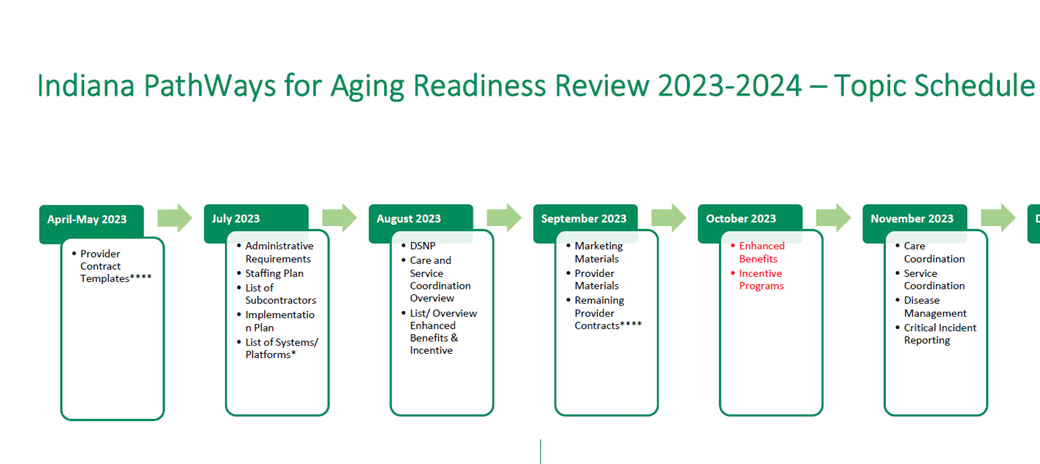 Indiana PathWays for Aging Readiness Review 2023-2024 – Topic Schedule
April-May 2023
• Provider
Contract
Templates****
July 2023
• Administrative
Requirements
• Staffing Plan
• List of
Subcontractors
• Implementatio
n Plan
• List of Systems/
Platforms*
August 2023
• DSNP
• Care and
Service
Coordination
Overview
• List/ Overview
Enhanced
Benefits &
Incentive
September 2023
• Marketing
Materials
• Provider
Materials
• Remaining
Provider
Contracts****
October 2023
• Enhanced
Benefits
• Incentive
Programs
November 2023
• Care
Coordination
• Service
Coordination
• Disease
Management
• Critical Incident
Reporting